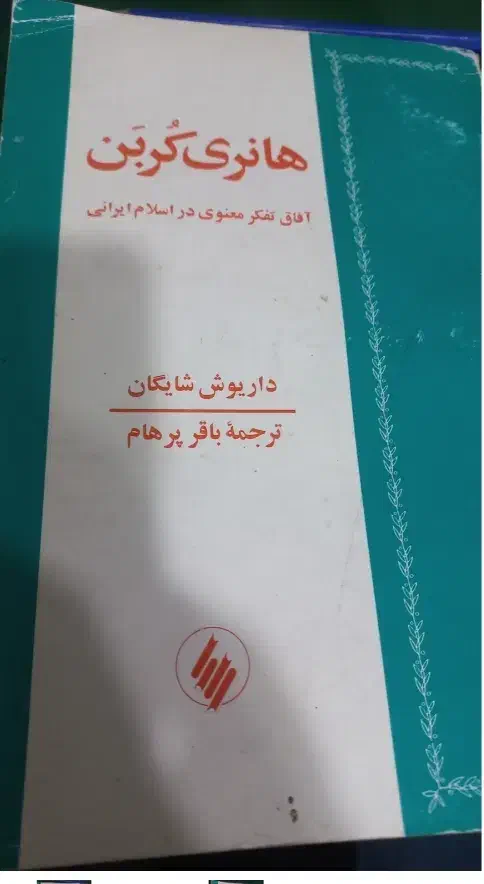 هانری کُربَن
آفاق تفکر معنوی در اسلام ایرانی
داریوش شایگان
ترجمهٔ باقر پرهام